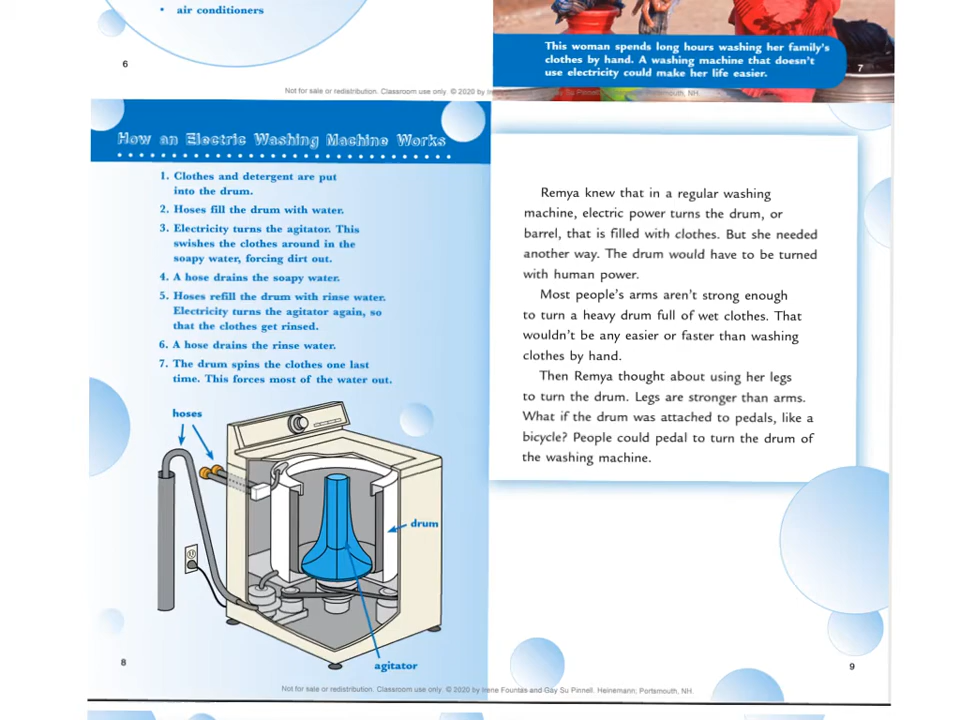 • air conditioners
6
This woman spends long hours washing her family's
clothes by hand. A washing machine that doesn't
use electricity could make her life easier.
7
Not for sale or redistribution. Classroom use only. © 2020 by Irene
Portsmouth, NH.
How an Electric Washing Machine Works
1. Clothes and detergent are put
into the drum.
2. Hoses fill the drum with water.
3. Electricity turns the agitator. This
swishes the clothes around in the
soapy water, forcing dirt out.
4. A hose drains the soapy water.
5. Hoses refill the drum with rinse water.
Electricity turns the agitator again, so
that the clothes get rinsed.
6. A hose drains the rinse water.
7. The drum spins the clothes one last
time. This forces most of the water out.
hoses
drum
agitator
8
Remya knew that in a regular washing
machine, electric power turns the drum, or
barrel, that is filled with clothes. But she needed
another way. The drum would have to be turned
with human power.
Most people's arms aren't strong enough
to turn a heavy drum full of wet clothes. That
wouldn't be any easier or faster than washing
clothes by hand.
Then Remya thought about using her legs
to turn the drum. Legs are stronger than arms.
What if the drum was attached to pedals, like a
bicycle? People could pedal to turn the drum of
the washing machine.
9
Not for sale or redistribution. Classroom use only. © 2020 by Irene Fountas and Gay Su Pinnell. Heinemann; Portsmouth, NH.